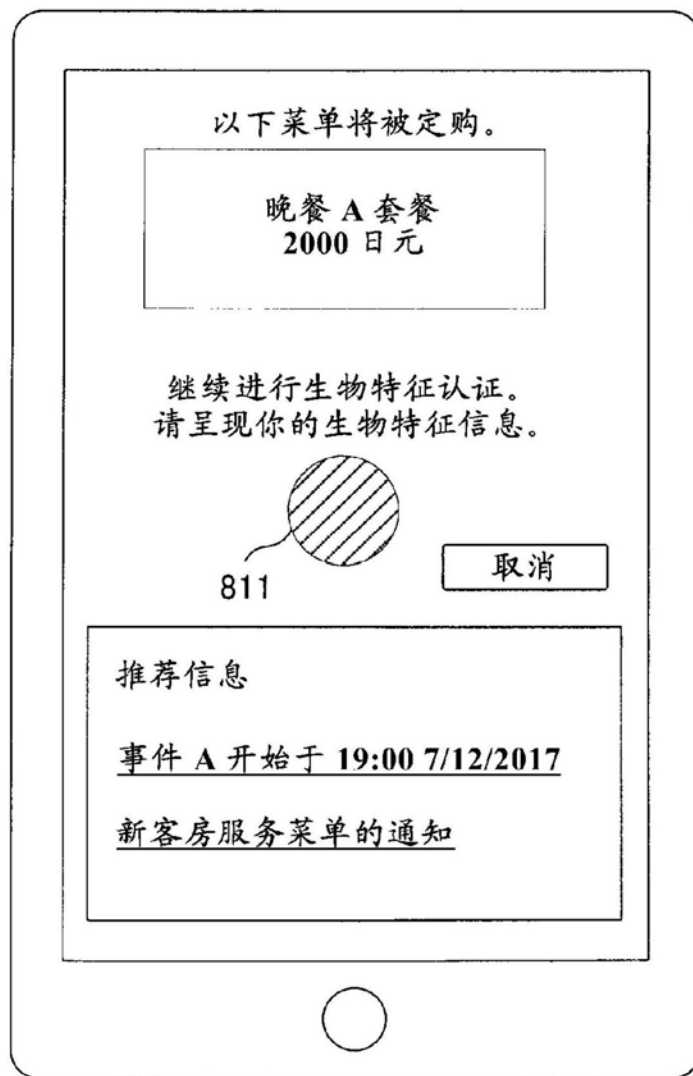 以下菜单将被定购。
晚餐 A 套餐
2000 日元
继续进行生物特征认证。
请呈现你的生物特征信息。
811
取消
推荐信息
事件 A 开始于 19:00 7/12/2017
新客房服务菜单的通知